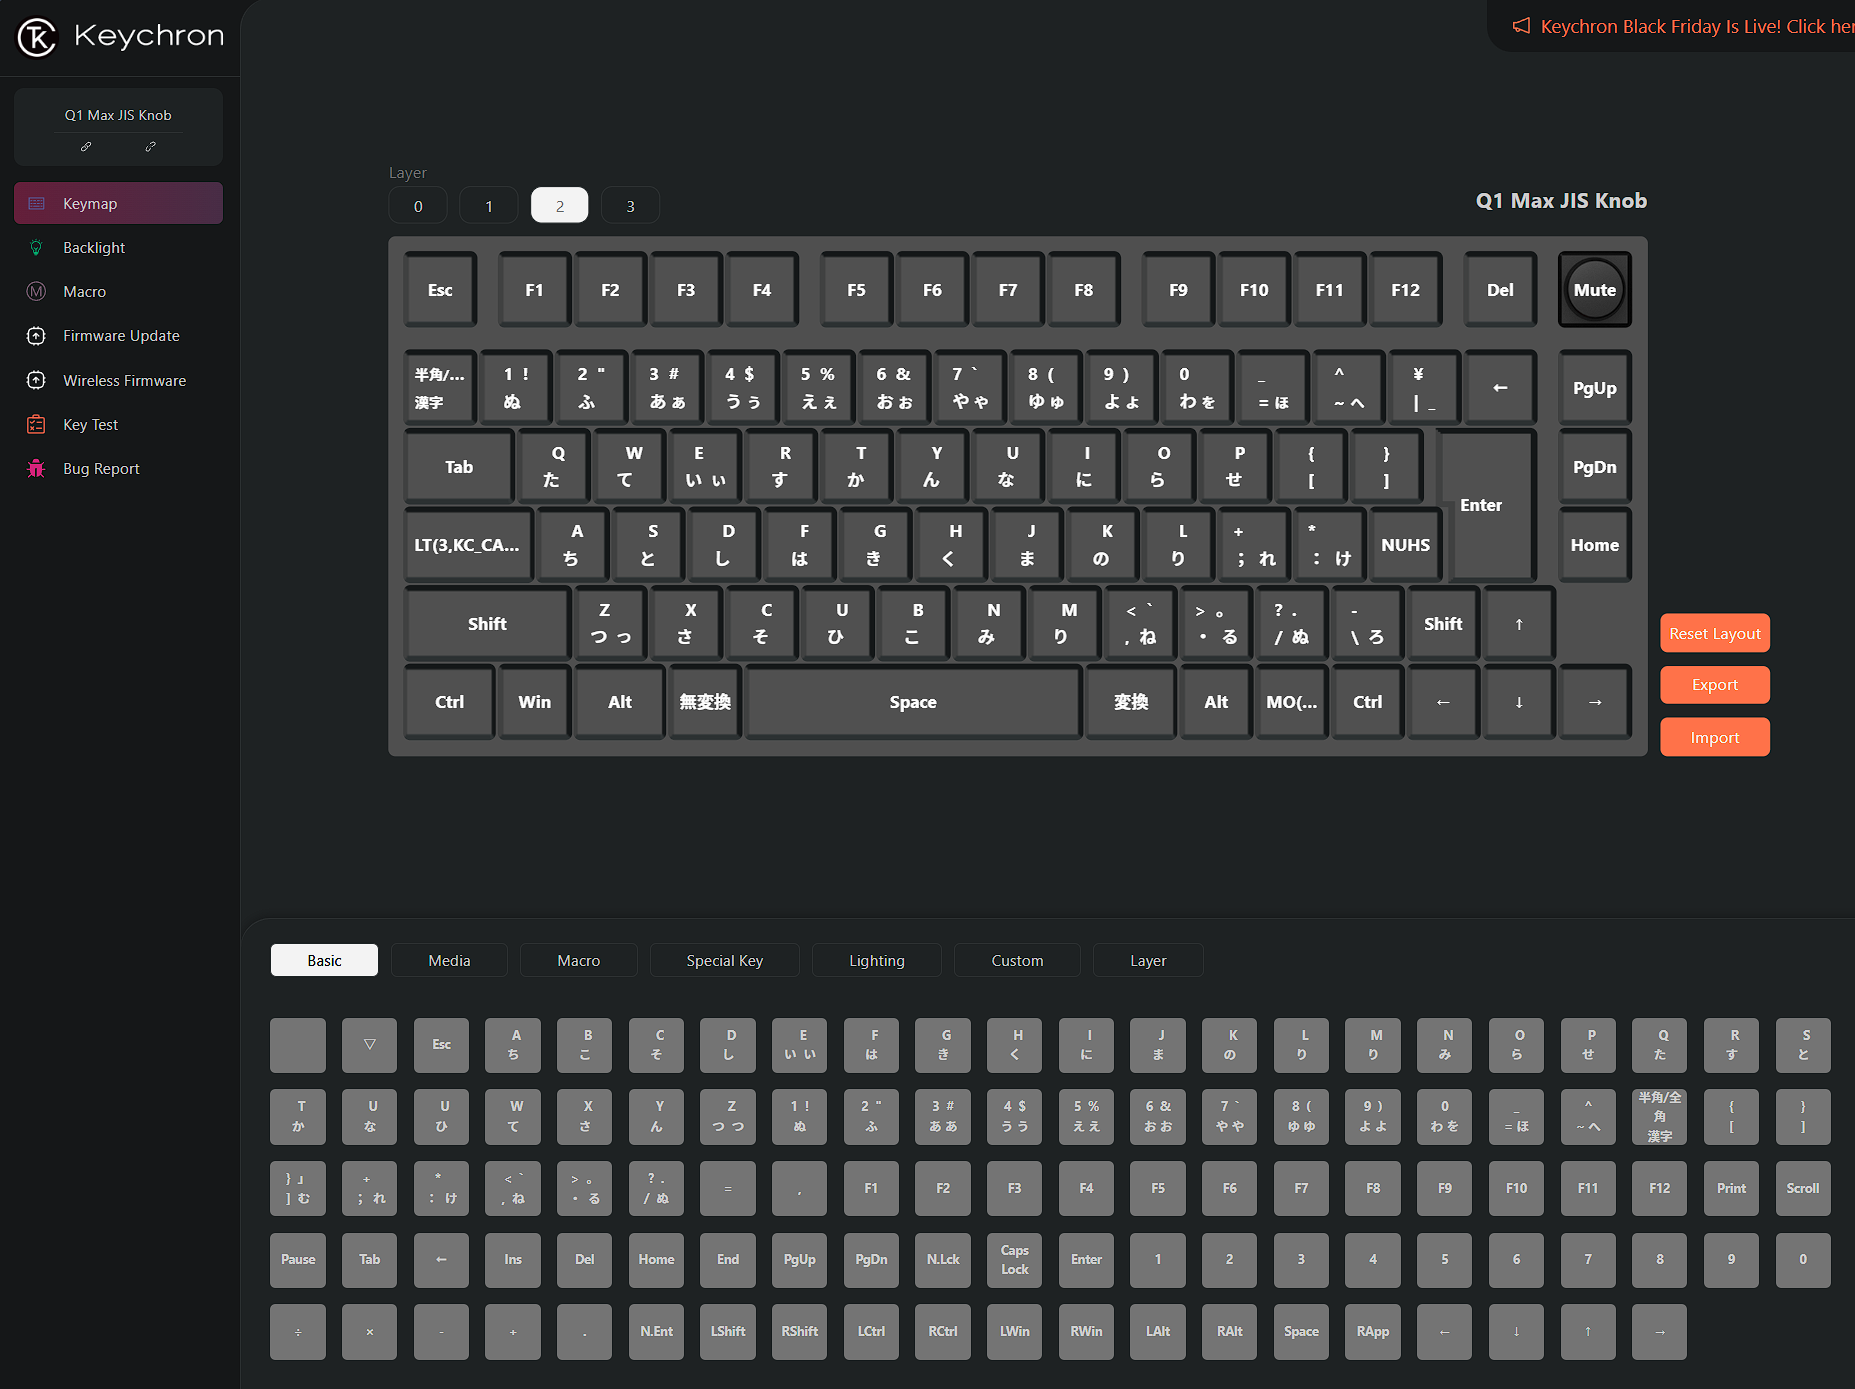 Keychron
Keychron Black Friday Is Live! Click her
Q1 Max JIS Knob
Keymap
Backlight
Macro
Firmware Update
Wireless Firmware
Key Test
Bug Report
Layer
0 1 2 3
Q1 Max JIS Knob
Esc F1 F2 F3 F4 F5 F6 F7 F8 F9 F10 F11 F12 Del Mute
半角/... 1 ! 2 " 3 # 4 $ 5 % 6 & 7 ` 8 ( 9 ) 0 _ ^ ¥ ← PgUp
漢字 ぬ ふ あ ぁ う ぅ え ぇ お ぉ や ゃ ゆ ゅ よ ょ わ を = ほ ~ へ | _
Tab Q W E R T Y U I O P { } Enter PgDn
た て い ぃ す か ん な に ら せ [ ]
LT(3,KC_CA... A S D F G H J K L + * NUHS Home
ち と し は き く ま の り ; れ : け
Shift Z X C U B N M < ` > 。 ? . - Shift ↑
つ っ さ そ ひ こ み り , ね ・ る / ぬ \ ろ
Ctrl Win Alt 無変換 Space 変換 Alt MO(... Ctrl ← ↓ →
Reset Layout
Export
Import
Basic Media Macro Special Key Lighting Custom Layer
▽ Esc A B C D E F G H I J K L M N O P Q R S
ち こ そ し い い は き く に ま の り り み ら せ た す と
T U U W X Y Z 1 ! 2 " 3 # 4 $ 5 % 6 & 7 ` 8 ( 9 ) 0 _ ^ 半角/全角 { }
か な ひ て さ ん つ つ ぬ ふ あ あ う う え え お お や や ゆ ゆ よ よ わ を = ほ ~ へ 漢字 [ ]
} 」 + * < ` > 。 ? . = , F1 F2 F3 F4 F5 F6 F7 F8 F9 F10 F11 F12 Print Scroll
] む ; れ : け , ね ・ る / ぬ
Pause Tab ← Ins Del Home End PgUp PgDn N.Lck Caps Lock Enter 1 2 3 4 5 6 7 8 9 0
÷ × - + . N.Ent LShift RShift LCtrl RCtrl LWin RWin LAlt RAlt Space RApp ← ↓ ↑ →